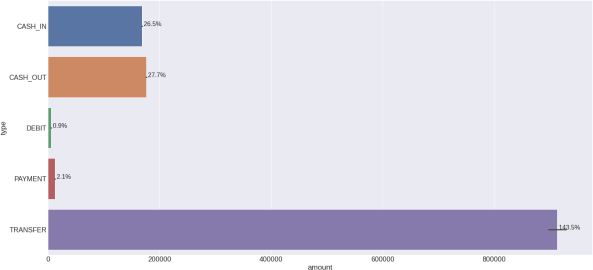 CASH_IN
26.5%
CASH_OUT
27.7%
type
DEBIT
0.9%
PAYMENT
2.1%
TRANSFER
143.5%
0 200000 400000 600000 800000
amount